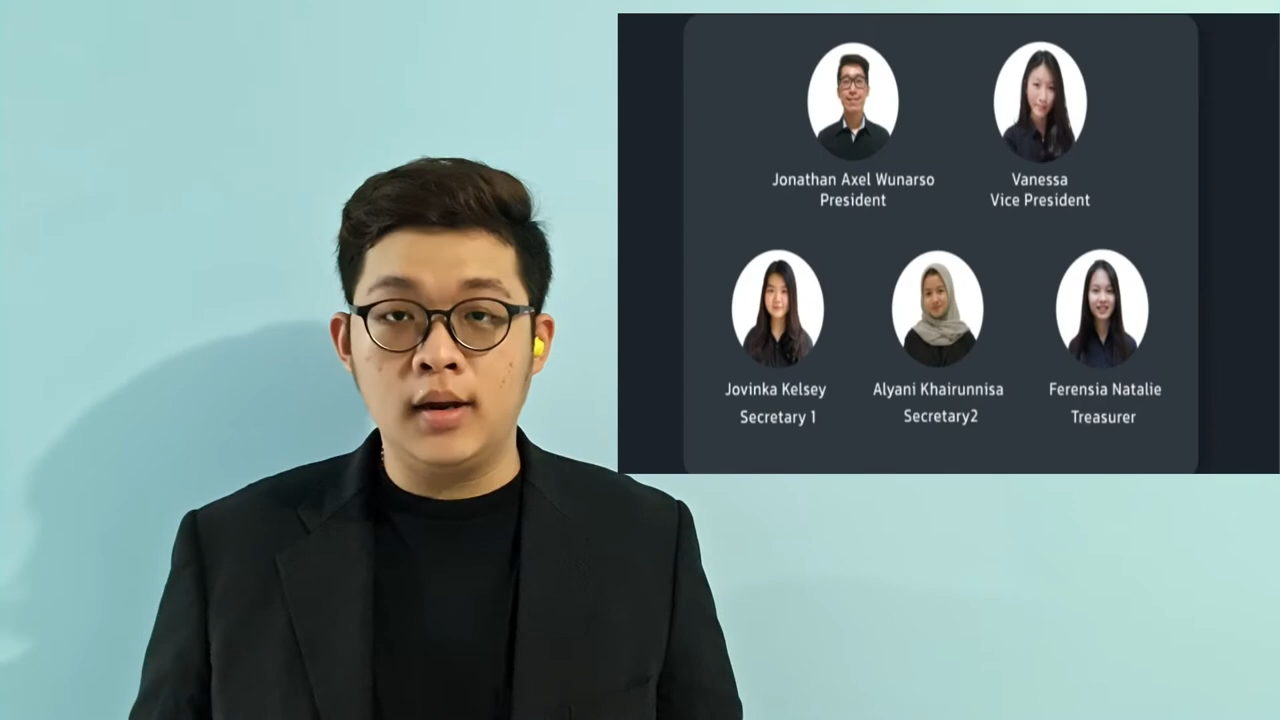 Jonathan Axel Wunarso
President
Vanessa
Vice President
Jovinka Kelsey
Secretary 1
Alyani Khairunnisa
Secretary2
Ferensia Natalie
Treasurer